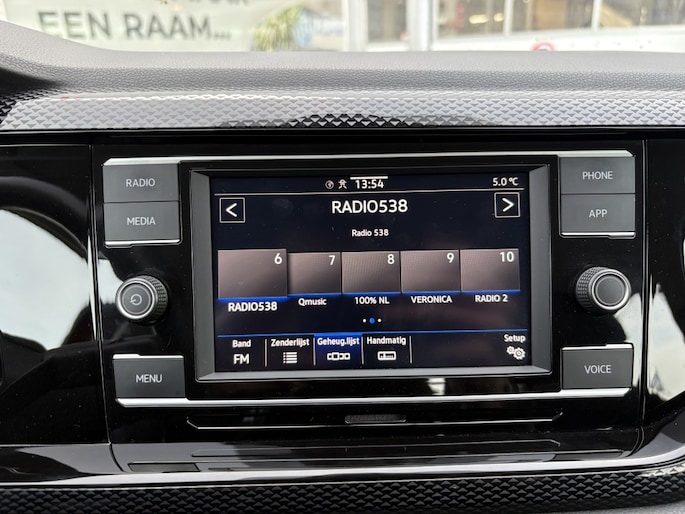 EEN RAAM...
RADIO
MEDIA
MENU
PHONE
APP
VOICE
13:54
5.0 °C
<
RADIO538
>
Radio 538
6
7
8
9
10
RADIO538
Qmusic
100% NL
VERONICA
RADIO 2
Band
FM
Zenderlijst
Geheug.lijst
Handmatig
Setup